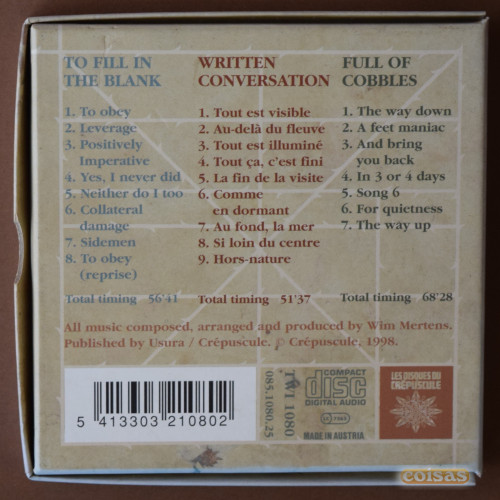 TO FILL IN
THE BLANK
1. To obey
2. Leverage
3. Positively
Imperative
4. Yes, I never did
5. Neither do I too
6. Collateral
damage
7. Sidemen
8. To obey
(reprise)
Total timing 56'41
WRITTEN
CONVERSATION
1. Tout est visible
2. Au-delà du fleuve
3. Tout est illuminé
4. Tout ça, c'est fini
5. La fin de la visite
6. Comme
en dormant
7. Au fond, la mer
8. Si loin du centre
9. Hors-nature
Total timing 51'37
FULL OF
COBBLES
1. The way down
2. A feet maniac
3. And bring
you back
4. In 3 or 4 days
5. Song 6
6. For quietness
7. The way up
Total timing 68'28
All music composed, arranged and produced by Wim Mertens.
Published by Usura / Crépuscule. © Crépuscule. 1998.
5 413303 210802
085.1080.25
TWI 1080
COMPACT
disc
DIGITAL AUDIO
MADE IN AUSTRIA
LES DISQUES DU
CRÉPUSCULE
coisas